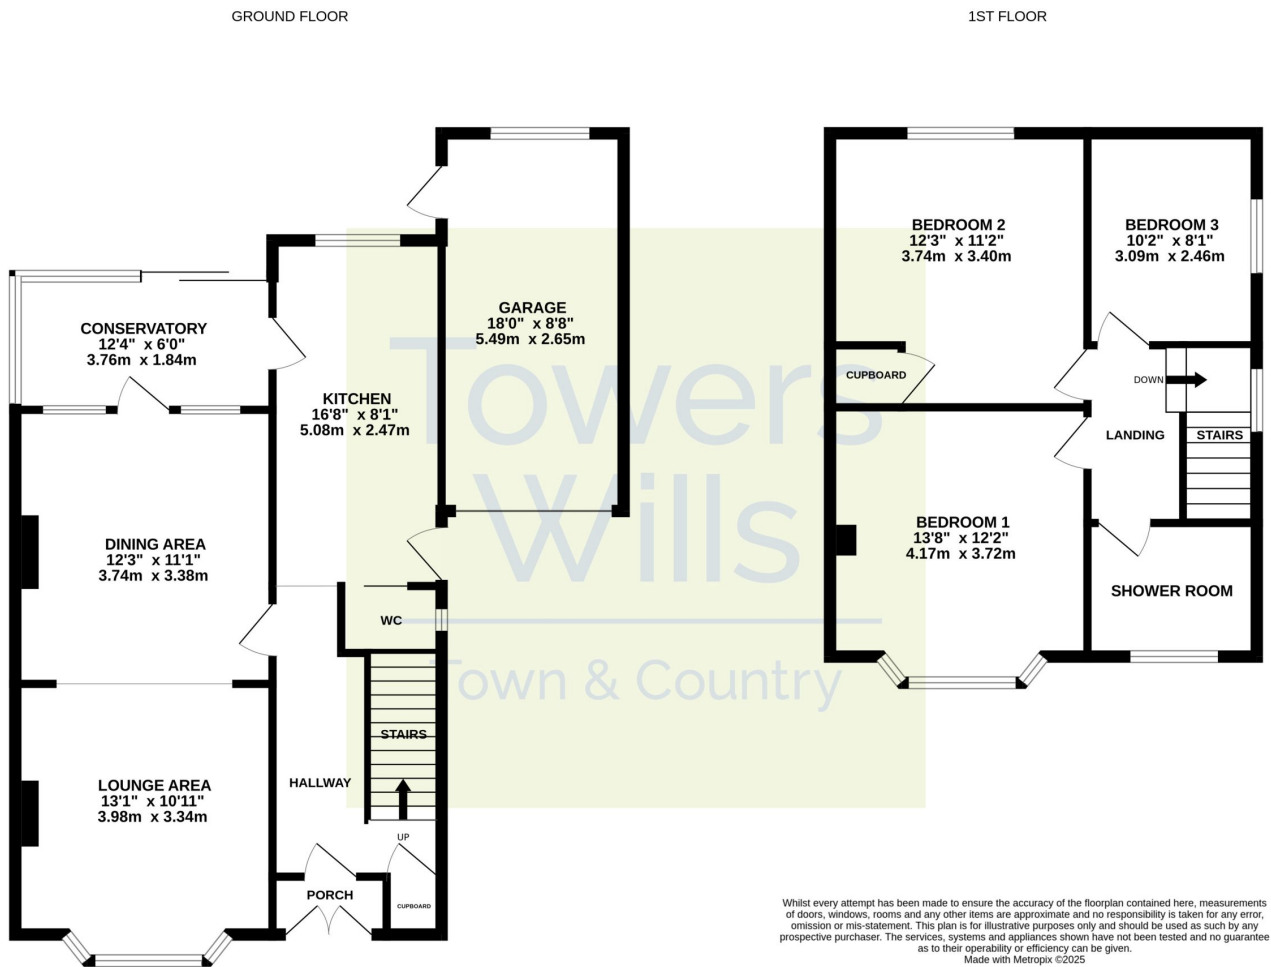 GROUND FLOOR
1ST FLOOR
CONSERVATORY
12'4" x 6'0"
3.76m x 1.84m
KITCHEN
16'8" x 8'1"
5.08m x 2.47m
GARAGE
18'0" x 8'8"
5.49m x 2.65m
DINING AREA
12'3" x 11'1"
3.74m x 3.38m
WC
STAIRS
LOUNGE AREA
13'1" x 10'11"
3.98m x 3.34m
HALLWAY
UP
PORCH
CUPBOARD
BEDROOM 2
12'3" x 11'2"
3.74m x 3.40m
BEDROOM 3
10'2" x 8'1"
3.09m x 2.46m
CUPBOARD
DOWN
LANDING
STAIRS
BEDROOM 1
13'8" x 12'2"
4.17m x 3.72m
SHOWER ROOM
Towers
Wills
Town & Country
Whilst every attempt has been made to ensure the accuracy of the floorplan contained here, measurements
of doors, windows, rooms and any other items are approximate and no responsibility is taken for any error,
omission or mis-statement. This plan is for illustrative purposes only and should be used as such by any
prospective purchaser. The services, systems and appliances shown have not been tested and no guarantee
as to their operability or efficiency can be given.
Made with Metropix ©2025